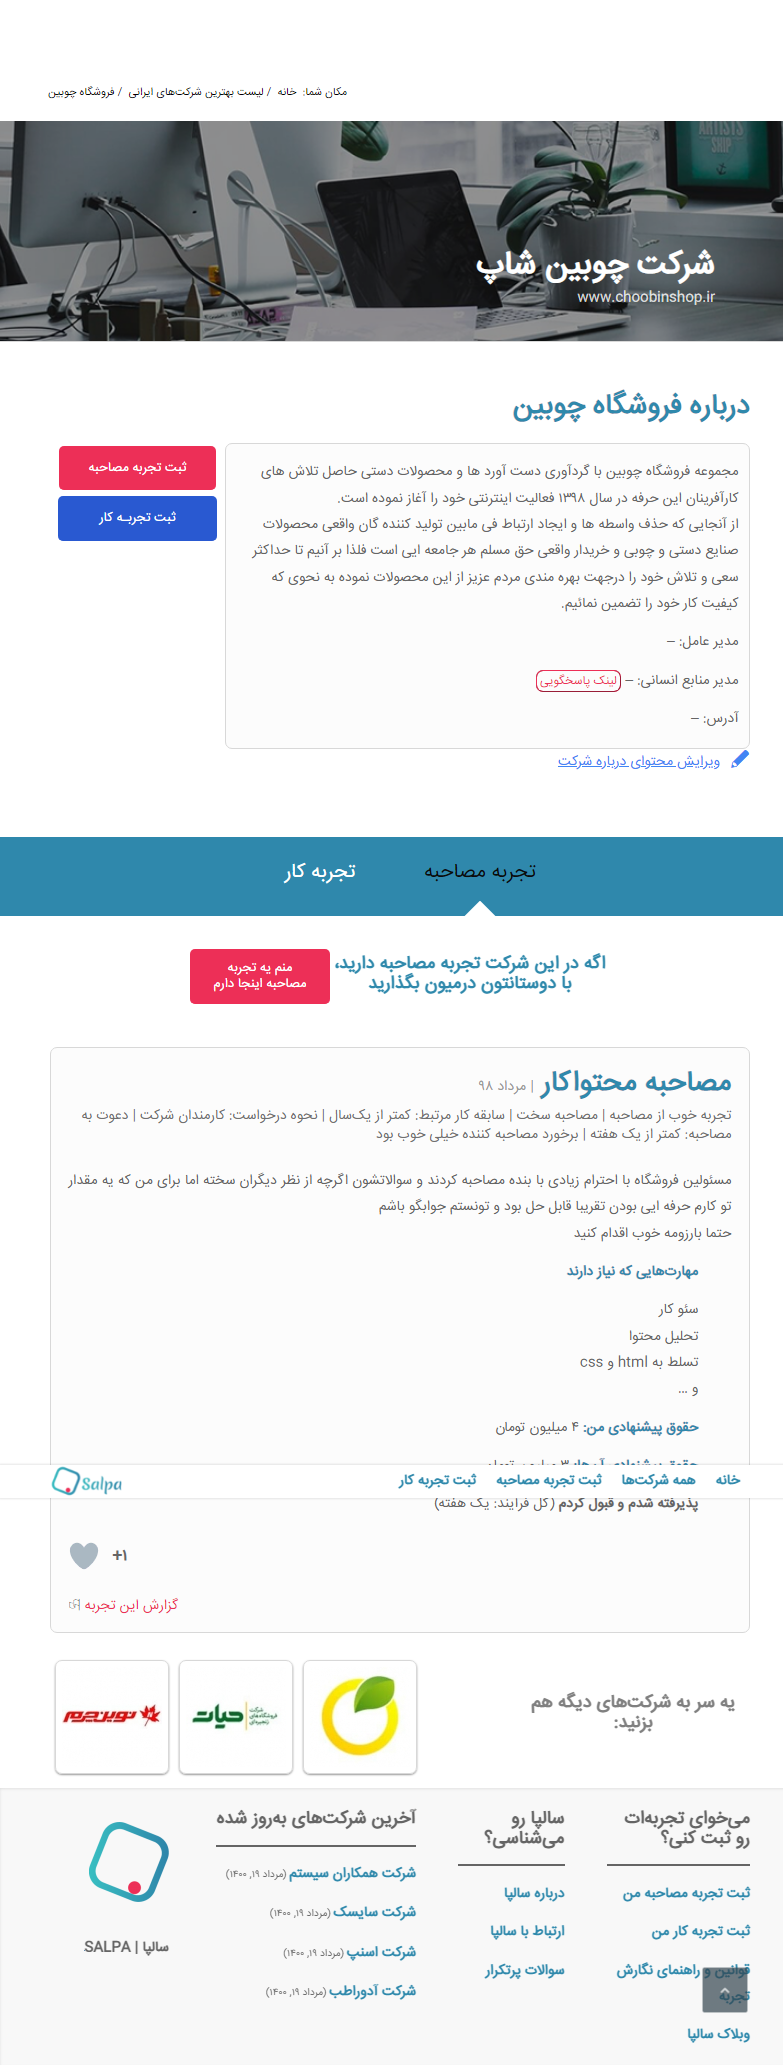 مکان شما: خانه / لیست بهترین شرکت‌های ایرانی / فروشگاه چوبین
ARTISTS
SHIP
شرکت چوبین شاپ
www.choobinshop.ir
درباره فروشگاه چوبین
ثبت تجربه مصاحبه
ثبت تجربـه کار
مجموعه فروشگاه چوبین با گردآوری دست آورد ها و محصولات دستی حاصل تلاش های
کارآفرینان این حرفه در سال ۱۳۹۸ فعالیت اینترنتی خود را آغاز نموده است.
از آنجایی که حذف واسطه ها و ایجاد ارتباط فی مابین تولید کننده گان واقعی محصولات
صنایع دستی و چوبی و خریدار واقعی حق مسلم هر جامعه ایی است فلذا بر آنیم تا حداکثر
سعی و تلاش خود را درجهت بهره مندی مردم عزیز از این محصولات نموده به نحوی که
کیفیت کار خود را تضمین نمائیم.
مدیر عامل: –
مدیر منابع انسانی: – لینک پاسخگویی
آدرس: –
ویرایش محتوای درباره شرکت
تجربه مصاحبه
تجربه کار
اگه در این شرکت تجربه مصاحبه دارید،
با دوستانتون درمیون بگذارید
منم یه تجربه
مصاحبه اینجا دارم
مصاحبه محتواکار | مرداد ۹۸
تجربه خوب از مصاحبه | مصاحبه سخت | سابقه کار مرتبط: کمتر از یک‌سال | نحوه درخواست: کارمندان شرکت | دعوت به
مصاحبه: کمتر از یک هفته | برخورد مصاحبه کننده خیلی خوب بود
مسئولین فروشگاه با احترام زیادی با بنده مصاحبه کردند و سوالاتشون اگرچه از نظر دیگران سخته اما برای من که یه مقدار
تو کارم حرفه ایی بودن تقریبا قابل حل بود و تونستم جوابگو باشم
حتما بارزومه خوب اقدام کنید
مهارت‌هایی که نیاز دارند
سئو کار
تحلیل محتوا
تسلط به html و css
و ...
حقوق پیشنهادی من: ۴ میلیون تومان
خانه
همه شرکت‌ها
ثبت تجربه مصاحبه
ثبت تجربه کار
Salpa
پذیرفته شدم و قبول کردم (کل فرایند: یک هفته)
+۱
گزارش این تجربه
یه سر به شرکت‌های دیگه هم
بزنید:
شرکت
فروشگاه‌های
زنجیره‌ای
حیات
نوین‌چرم
می‌خوای تجربه‌ات
رو ثبت کنی؟
ثبت تجربه مصاحبه من
ثبت تجربه کار من
قوانین و راهنمای نگارش
تجربه
وبلاگ سالپا
سالپا رو
می‌شناسی؟
درباره سالپا
ارتباط با سالپا
سوالات پرتکرار
آخرین شرکت‌های به‌روز شده
شرکت همکاران سیستم (مرداد ۱۹, ۱۴۰۰)
شرکت سایسک (مرداد ۱۹, ۱۴۰۰)
شرکت اسنپ (مرداد ۱۹, ۱۴۰۰)
شرکت آدوراطب (مرداد ۱۹, ۱۴۰۰)
سالپا | SALPA